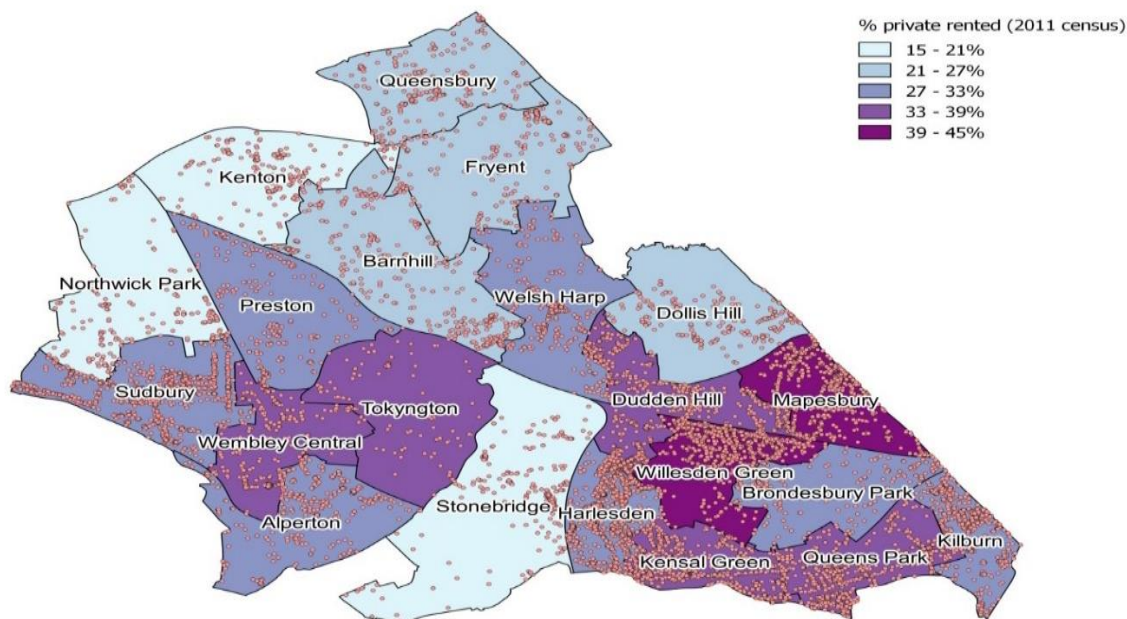 % private rented (2011 census)
15 - 21%
21 - 27%
27 - 33%
33 - 39%
39 - 45%
Queensbury
Kenton
Fryent
Barnhill
Northwick Park
Preston
Welsh Harp
Dollis Hill
Sudbury
Tokyngton
Dudden Hill
Mapesbury
Wembley Central
Willesden Green
Brondesbury Park
Alperton
Stonebridge
Harlesden
Kilburn
Kensal Green
Queens Park